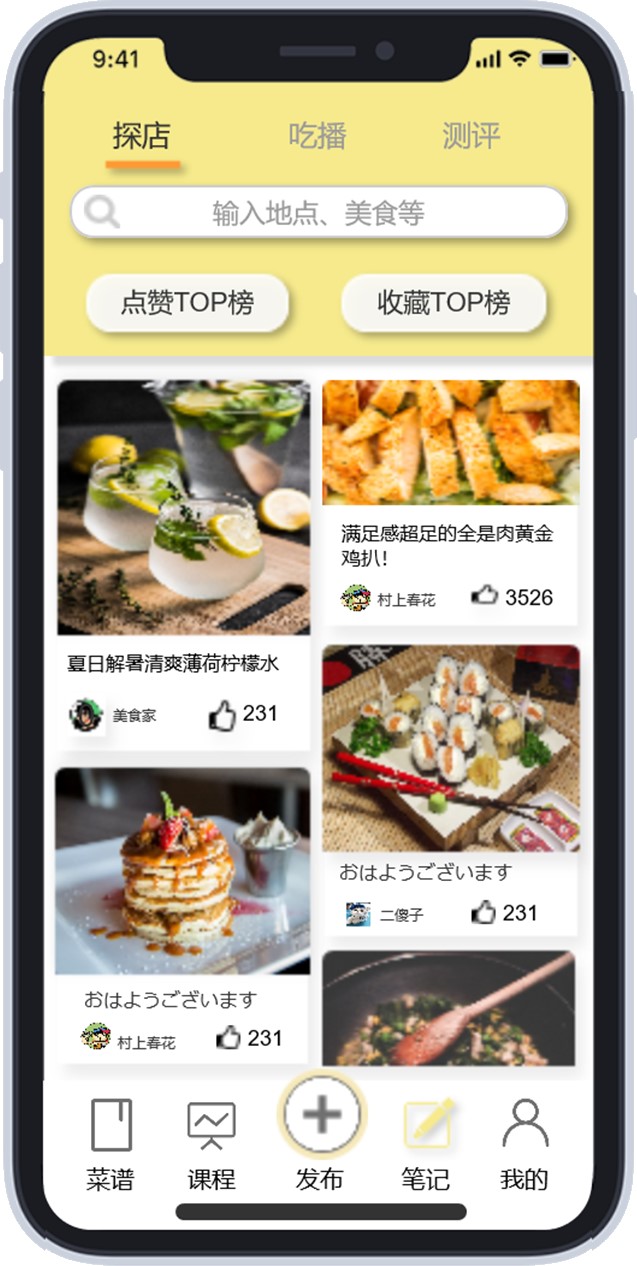 9:41
探店
吃播
测评
输入地点、美食等
点赞TOP榜
收藏TOP榜
夏日解暑清爽薄荷柠檬水
美食家
231
满足感超足的全是肉黄金
鸡扒！
村上春花
3526
おはようございます
二傻子
231
おはようございます
村上春花
231
菜谱
课程
发布
笔记
我的